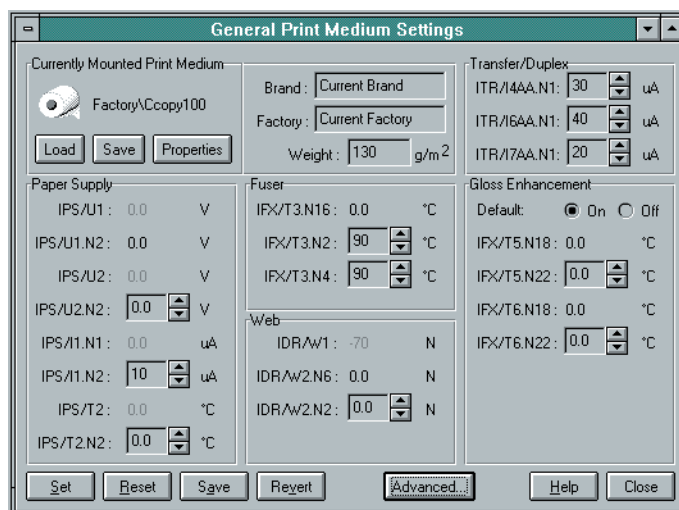 General Print Medium Settings
Currently Mounted Print Medium
Factory\Ccopy100
Load Save Properties
Brand : Current Brand
Factory : Current Factory
Weight : 130 g/m2
Transfer/Duplex
ITR/I4AA.N1: 30 uA
ITR/I6AA.N1: 40 uA
ITR/I7AA.N1: 20 uA
Paper Supply
IPS/U1 : 0.0 V
IPS/U1.N2 : 0.0 V
IPS/U2 : 0.0 V
IPS/U2.N2 : 0.0 V
IPS/I1.N1 : 0.0 uA
IPS/I1.N2 : 10 uA
IPS/T2 : 0.0 °C
IPS/T2.N2 : 0.0 °C
Fuser
IFX/T3.N16 : 0.0 °C
IFX/T3.N2 : 90 °C
IFX/T3.N4 : 90 °C
Web
IDR/W1 : -70 N
IDR/W2.N6 : 0.0 N
IDR/W2.N2 : 0.0 N
Gloss Enhancement
Default: On Off
IFX/T5.N18 : 0.0 °C
IFX/T5.N22 : 0.0 °C
IFX/T6.N18 : 0.0 °C
IFX/T6.N22 : 0.0 °C
Set Reset Save Revert Advanced... Help Close